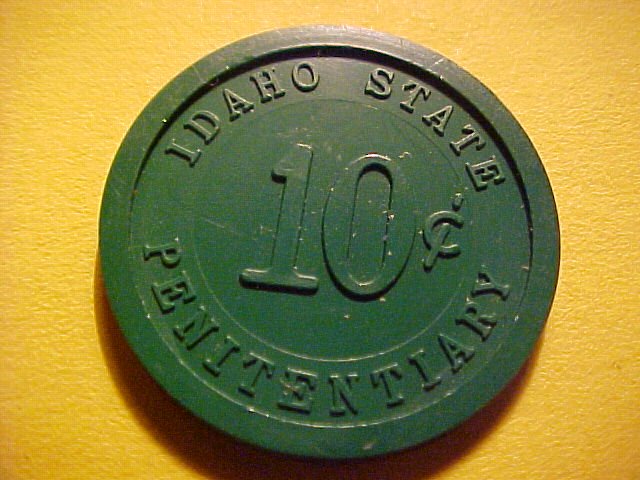 IDAHO STATE
10¢
PENITENTIARY